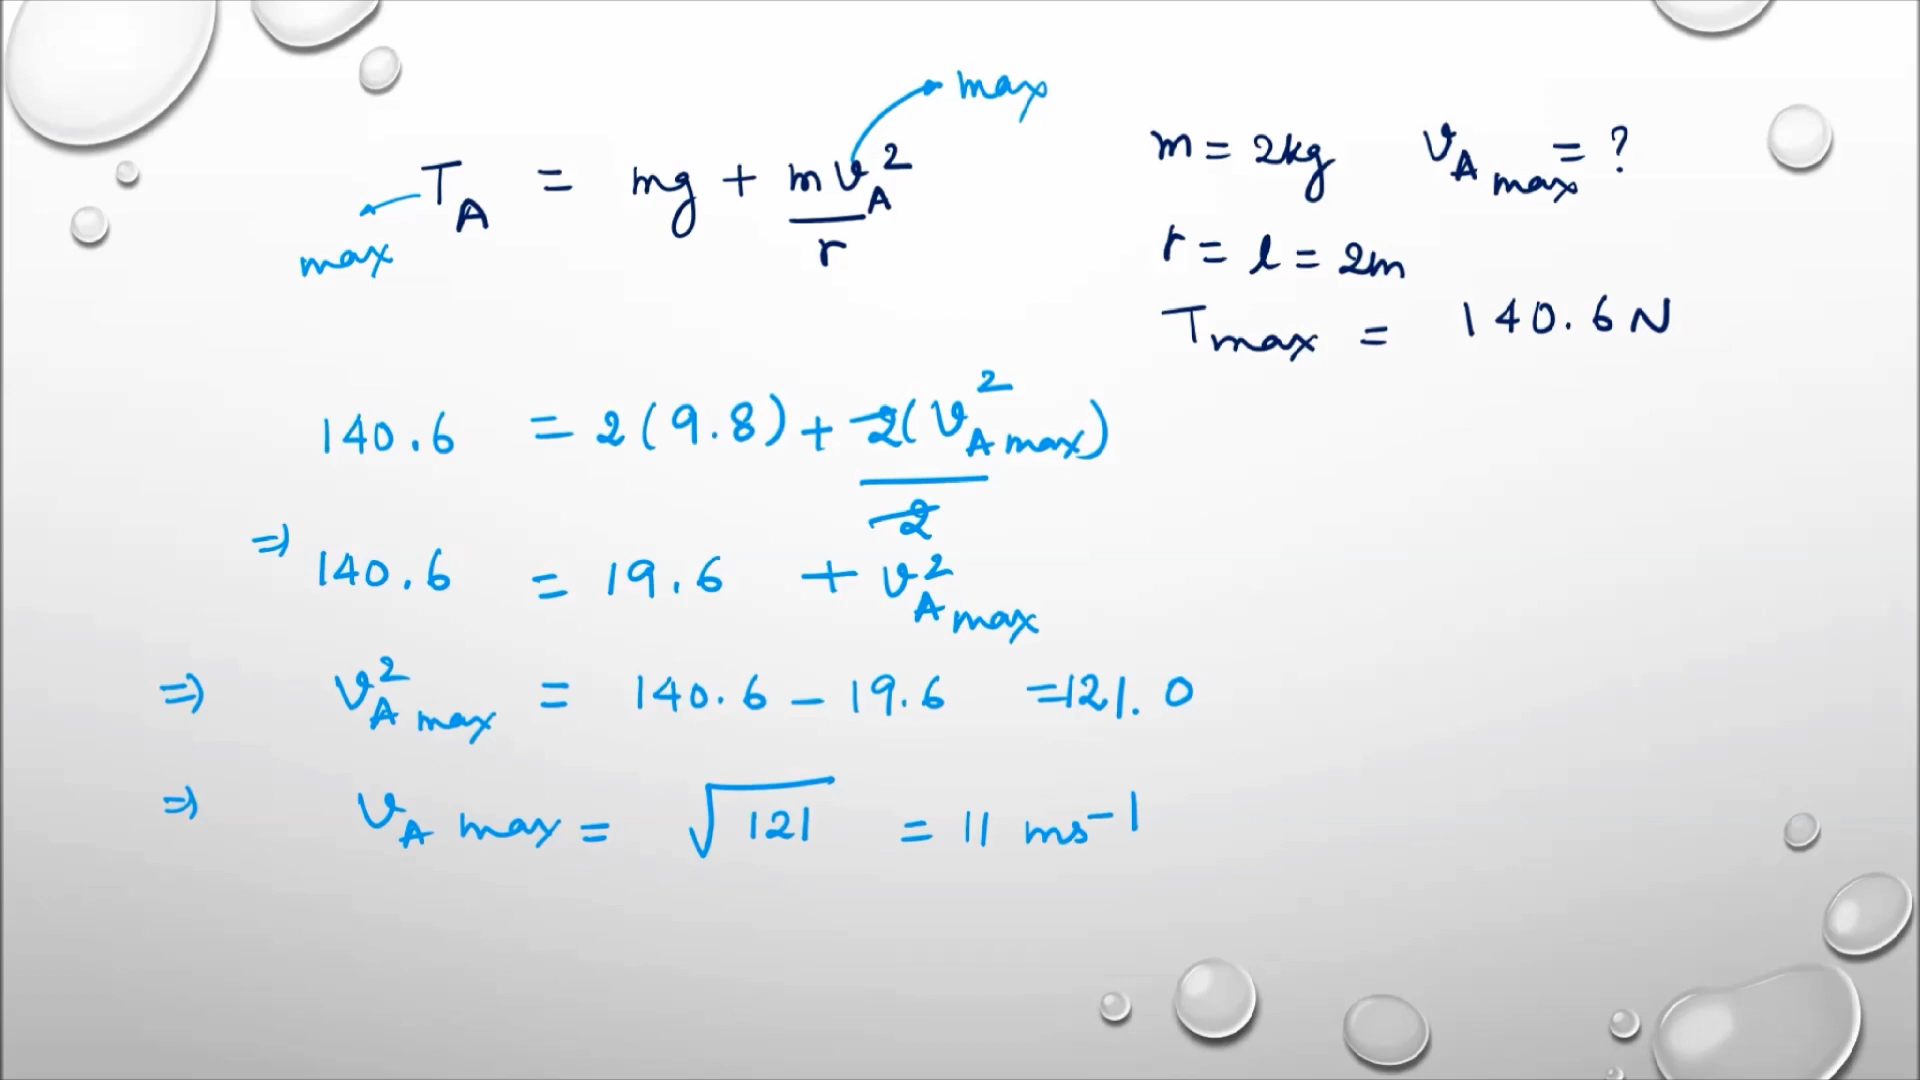 max
T_A = mg + mv_A^2 / r
max
m = 2kg v_A max = ?
r = l = 2m
Tmax = 140.6 N
140.6 = 2(9.8) + 2(v_A^2 max) / 2
⇒ 140.6 = 19.6 + v_A^2 max
⇒ v_A^2 max = 140.6 - 19.6 = 121.0
⇒ v_A max = √121 = 11 ms^-1